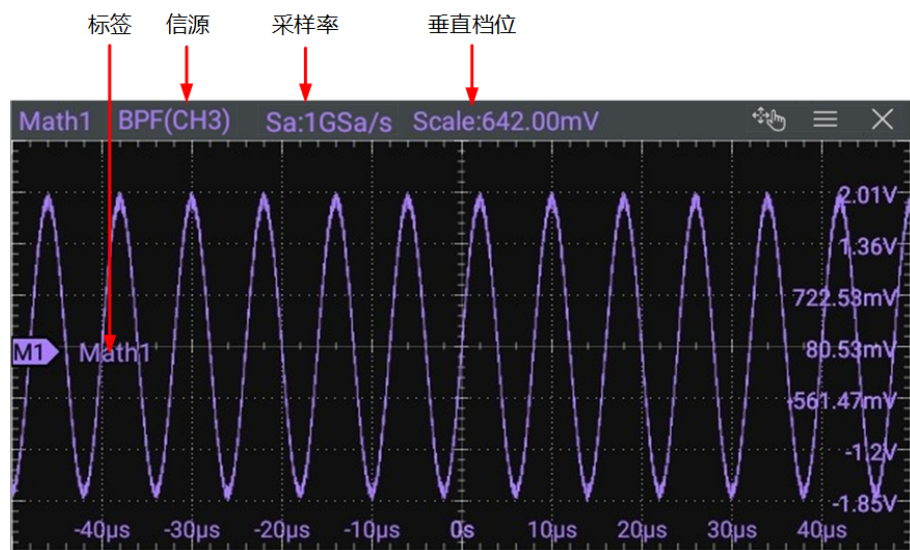 标签 信源 采样率 垂直档位
Math1 BPF(CH3) Sa:1GSa/s Scale:642.00mV
2.01V
1.36V
722.53mV
M1 Math1 80.53mV
-561.47mV
-1.2V
-1.85V
-40μs -30μs -20μs -10μs 0s 10μs 20μs 30μs 40μs